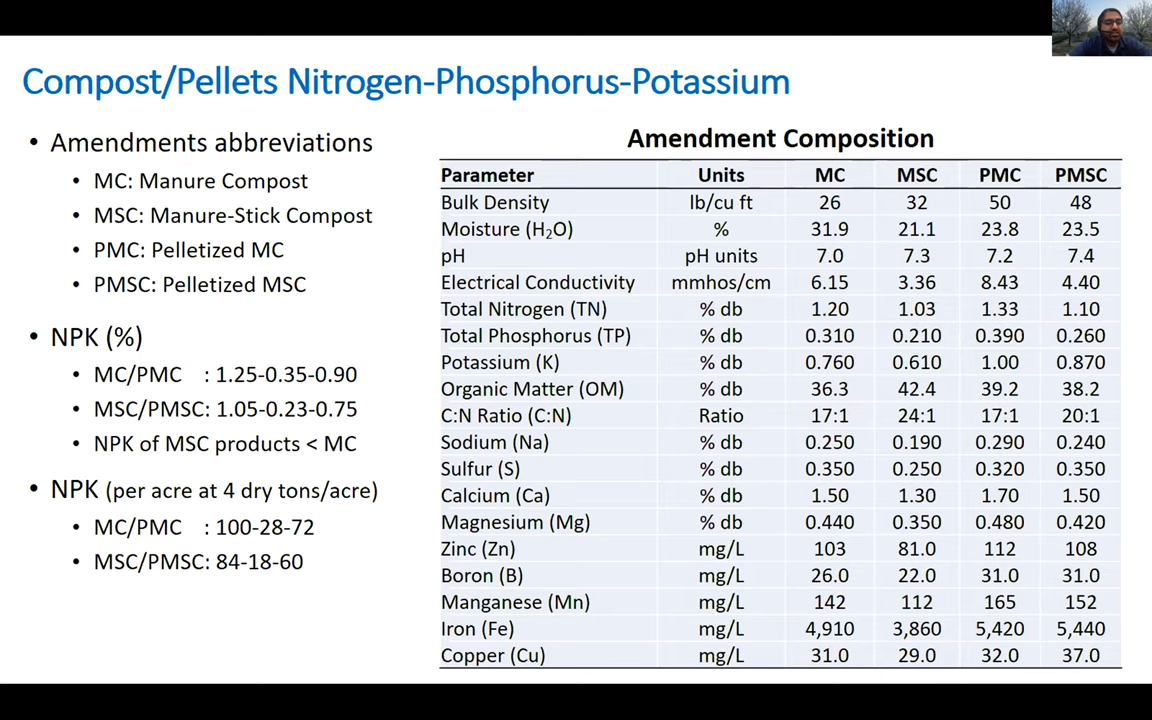 Compost/Pellets Nitrogen-Phosphorus-Potassium
• Amendments abbreviations
• MC: Manure Compost
• MSC: Manure-Stick Compost
• PMC: Pelletized MC
• PMSC: Pelletized MSC
• NPK (%)
• MC/PMC : 1.25-0.35-0.90
• MSC/PMSC: 1.05-0.23-0.75
• NPK of MSC products < MC
• NPK (per acre at 4 dry tons/acre)
• MC/PMC : 100-28-72
• MSC/PMSC: 84-18-60
Amendment Composition
Parameter Units MC MSC PMC PMSC
Bulk Density lb/cu ft 26 32 50 48
Moisture (H₂O) % 31.9 21.1 23.8 23.5
pH pH units 7.0 7.3 7.2 7.4
Electrical Conductivity mmhos/cm 6.15 3.36 8.43 4.40
Total Nitrogen (TN) % db 1.20 1.03 1.33 1.10
Total Phosphorus (TP) % db 0.310 0.210 0.390 0.260
Potassium (K) % db 0.760 0.610 1.00 0.870
Organic Matter (OM) % db 36.3 42.4 39.2 38.2
C:N Ratio (C:N) Ratio 17:1 24:1 17:1 20:1
Sodium (Na) % db 0.250 0.190 0.290 0.240
Sulfur (S) % db 0.350 0.250 0.320 0.350
Calcium (Ca) % db 1.50 1.30 1.70 1.50
Magnesium (Mg) % db 0.440 0.350 0.480 0.420
Zinc (Zn) mg/L 103 81.0 112 108
Boron (B) mg/L 26.0 22.0 31.0 31.0
Manganese (Mn) mg/L 142 112 165 152
Iron (Fe) mg/L 4,910 3,860 5,420 5,440
Copper (Cu) mg/L 31.0 29.0 32.0 37.0